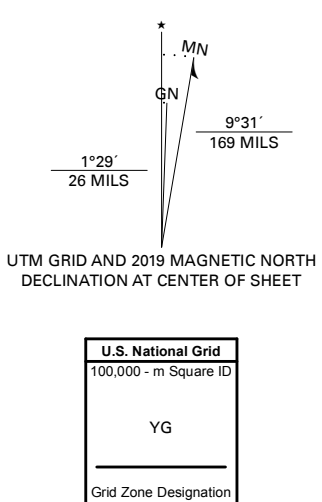 ★
MN
GN
9°31´
169 MILS
1°29´
26 MILS
UTM GRID AND 2019 MAGNETIC NORTH
DECLINATION AT CENTER OF SHEET
U.S. National Grid
100,000 - m Square ID
YG
Grid Zone Designation